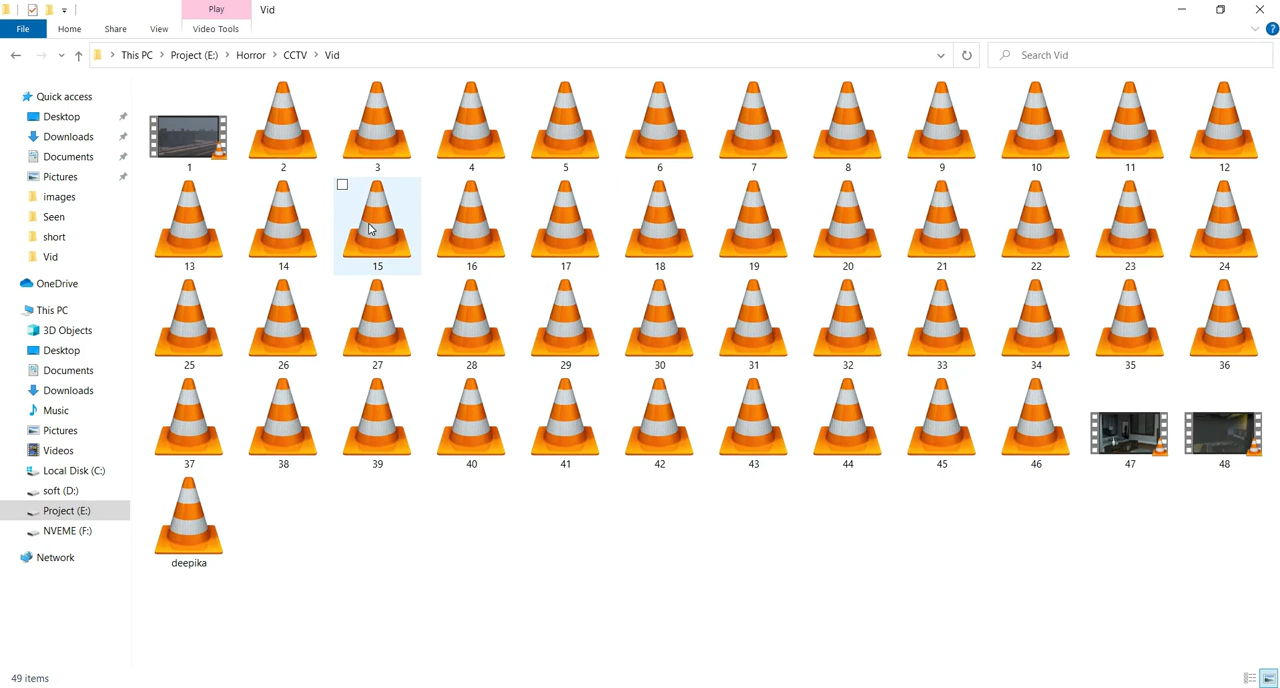 Play
Vid
File
Home
Share
View
Video Tools
This PC
Project (E:)
Horror
CCTV
Vid
Search Vid
Quick access
Desktop
Downloads
Documents
Pictures
images
Seen
short
Vid
OneDrive
This PC
3D Objects
Desktop
Documents
Downloads
Music
Pictures
Videos
Local Disk (C:)
soft (D:)
Project (E:)
NVEME (F:)
Network
1 2 3 4 5 6 7 8 9 10 11 12
13 14 15 16 17 18 19 20 21 22 23 24
25 26 27 28 29 30 31 32 33 34 35 36
37 38 39 40 41 42 43 44 45 46 47 48
deepika
49 items